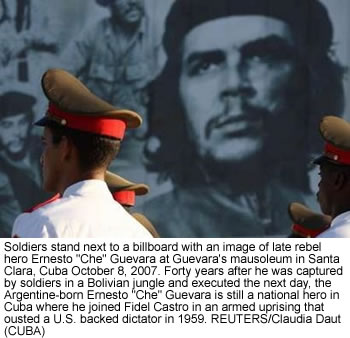 Soldiers stand next to a billboard with an image of late rebel
hero Ernesto "Che" Guevara at Guevara's mausoleum in Santa
Clara, Cuba October 8, 2007. Forty years after he was captured
by soldiers in a Bolivian jungle and executed the next day, the
Argentine-born Ernesto "Che" Guevara is still a national hero in
Cuba where he joined Fidel Castro in an armed uprising that
ousted a U.S. backed dictator in 1959. REUTERS/Claudia Daut
(CUBA)